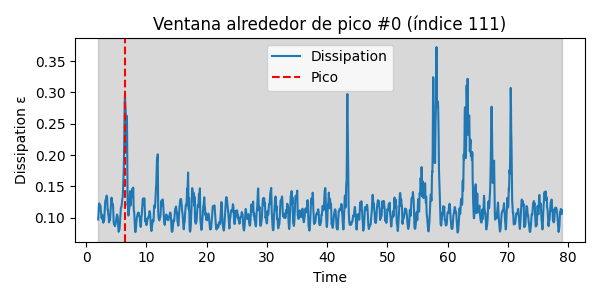 Ventana alrededor de pico #0 (índice 111)
Dissipation ε
0.35
0.30
0.25
0.20
0.15
0.10
Dissipation
Pico
0 10 20 30 40 50 60 70 80
Time